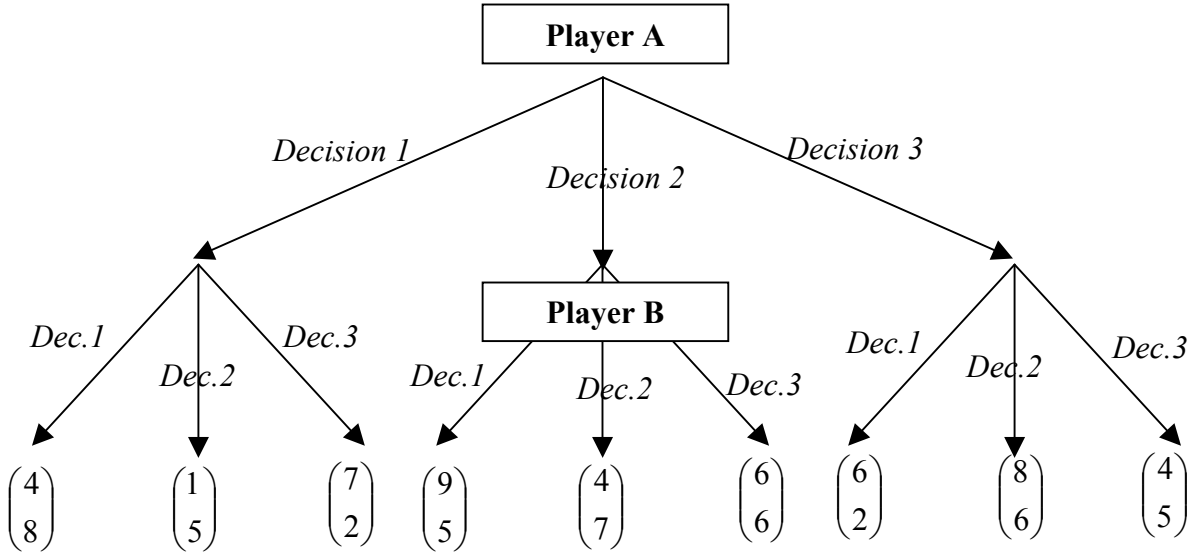 Player A
Decision 1
Decision 2
Decision 3
Player B
Dec.1
Dec.2
Dec.3
Dec.1
Dec.2
Dec.3
Dec.1
Dec.2
Dec.3
4 1 7 9 4 6 6 8 4
8 5 2 5 7 6 2 6 5